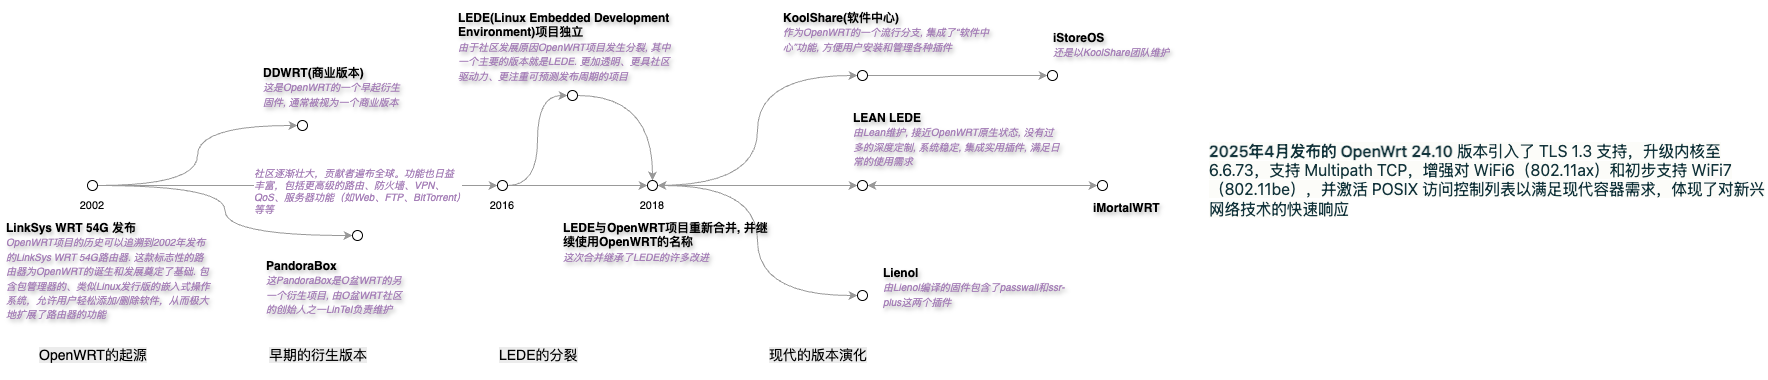 LEDE(Linux Embedded Development
Environment)项目独立
由于社区发展原因OpenWRT项目发生分裂, 其中
一个主要的版本就是LEDE. 更加透明、更具社区
驱动力、更注重可预测发布周期的项目
KoolShare(软件中心)
作为OpenWRT的一个流行分支, 集成了“软件中
心”功能, 方便用户安装和管理各种插件
iStoreOS
还是以KoolShare团队维护
DDWRT(商业版本)
这是OpenWRT的一个早起衍生
固件, 通常被视为一个商业版本
LEAN LEDE
由Lean维护, 接近OpenWRT原生状态, 没有过
多的深度定制, 系统稳定, 集成实用插件, 满足日
常的使用需求
社区逐渐壮大，贡献者遍布全球。功能也日益
丰富，包括更高级的路由、防火墙、VPN、
QoS、服务器功能（如Web、FTP、BitTorrent）
等等
2002
2016
2018
iMortalWRT
LinkSys WRT 54G 发布
OpenWRT项目的历史可以追溯到2002年发布
的LinkSys WRT 54G路由器. 这款标志性的路
由器为OpenWRT的诞生和发展奠定了基础. 包
含包管理器的、类似Linux发行版的嵌入式操作
系统，允许用户轻松添加/删除软件，从而极大
地扩展了路由器的功能
PandoraBox
这PandoraBox是O盆WRT的另
一个衍生项目, 由O盆WRT社区
的创始人之一LinTel负责维护
LEDE与OpenWRT项目重新合并, 并继
续使用OpenWRT的名称
这次合并继承了LEDE的许多改进
Lienol
由Lienol编译的固件包含了passwall和ssr-
plus这两个插件
2025年4月发布的 OpenWrt 24.10 版本引入了 TLS 1.3 支持，升级内核至
6.6.73，支持 Multipath TCP，增强对 WiFi6（802.11ax）和初步支持 WiFi7
（802.11be），并激活 POSIX 访问控制列表以满足现代容器需求，体现了对新兴
网络技术的快速响应
OpenWRT的起源
早期的衍生版本
LEDE的分裂
现代的版本演化